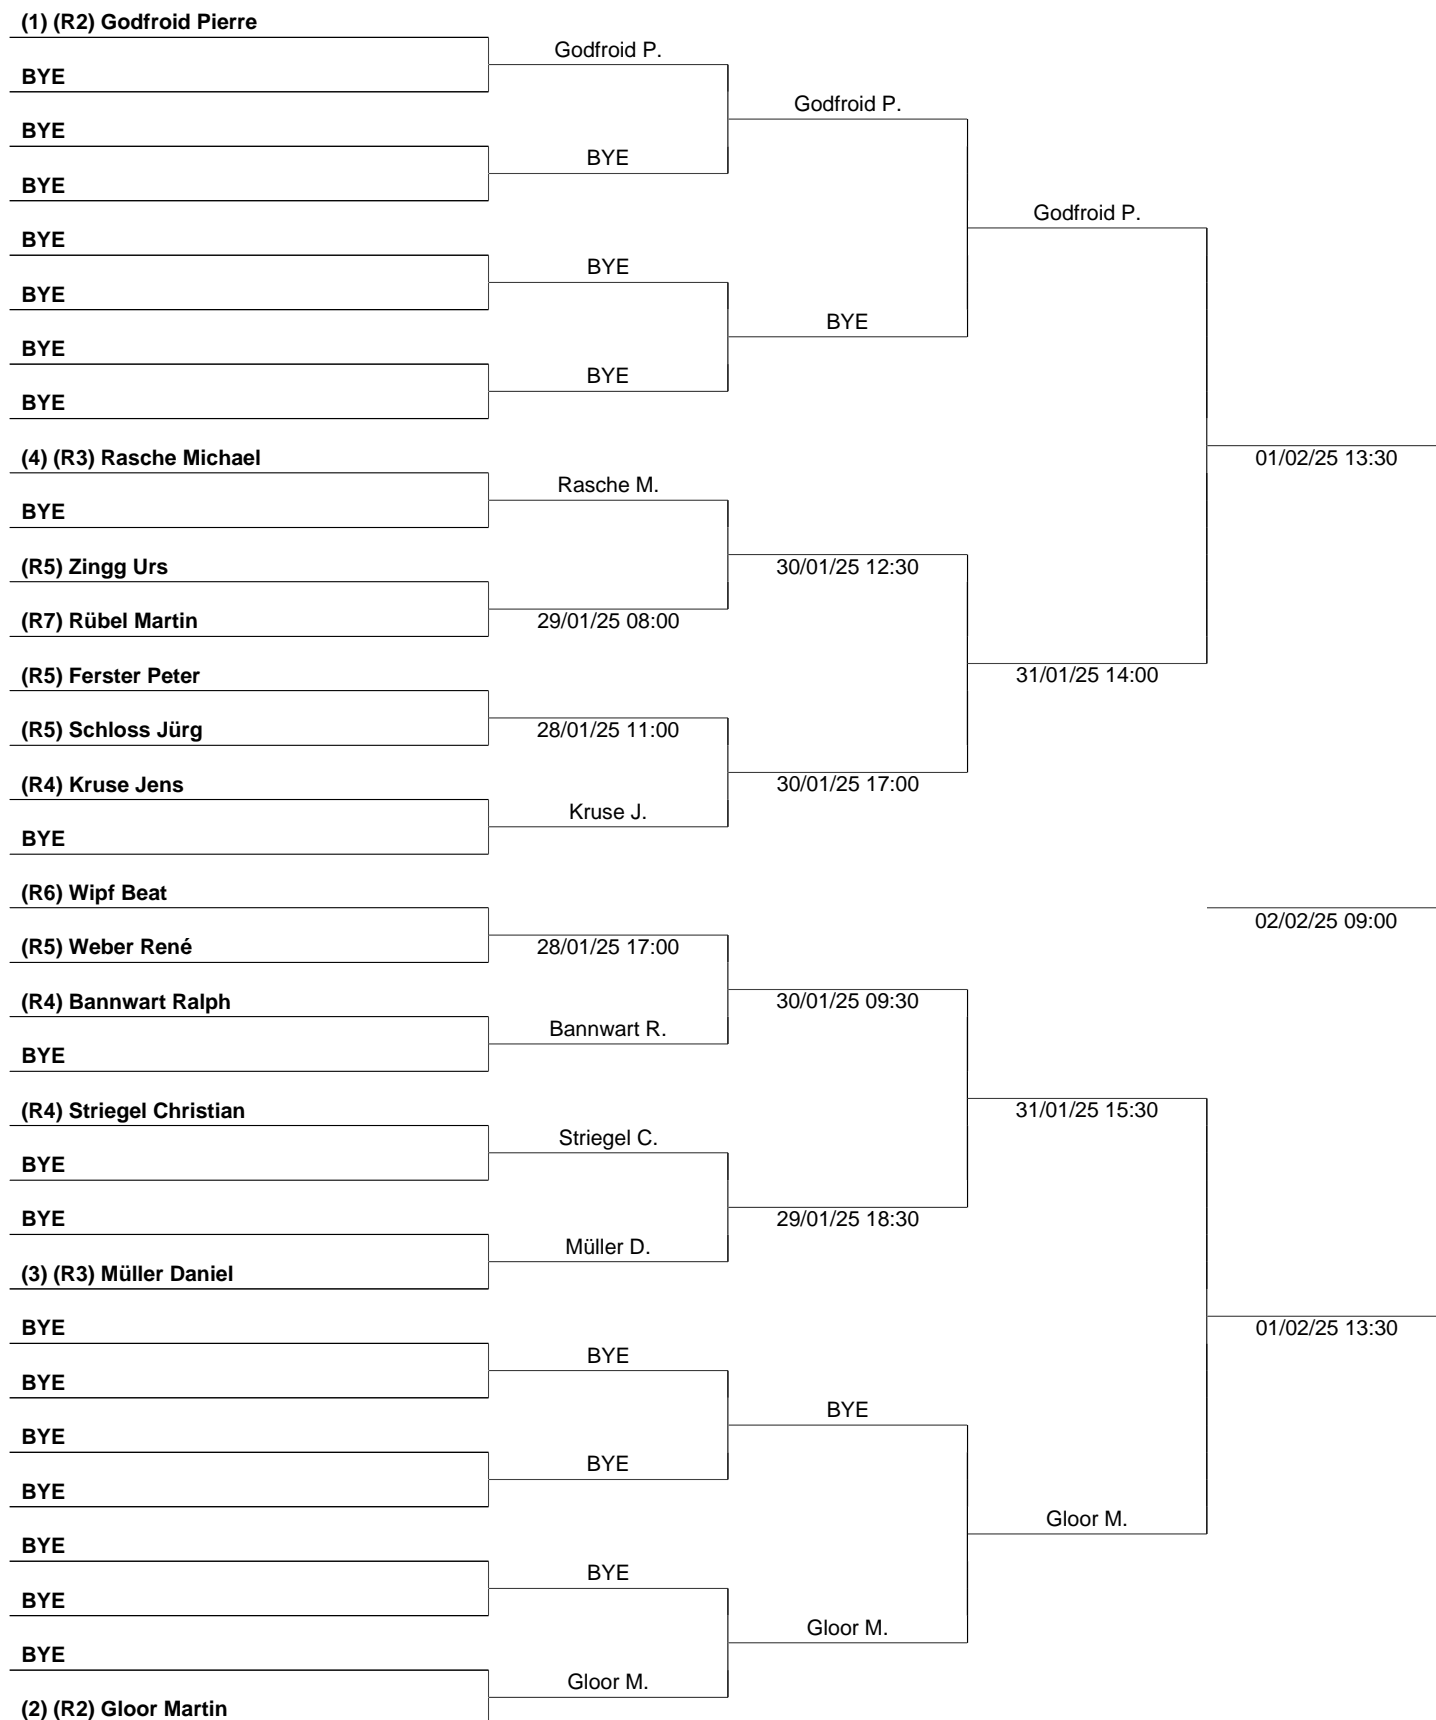 (1) (R2) Godfroid Pierre
Godfroid P.
BYE
Godfroid P.
BYE
BYE
BYE
Godfroid P.
BYE
BYE
BYE
BYE
BYE
BYE
BYE
(4) (R3) Rasche Michael
01/02/25 13:30
Rasche M.
BYE
(R5) Zingg Urs
30/01/25 12:30
(R7) Rübel Martin
29/01/25 08:00
(R5) Ferster Peter
31/01/25 14:00
(R5) Schloss Jürg
28/01/25 11:00
(R4) Kruse Jens
30/01/25 17:00
Kruse J.
BYE
(R6) Wipf Beat
02/02/25 09:00
(R5) Weber René
28/01/25 17:00
(R4) Bannwart Ralph
30/01/25 09:30
Bannwart R.
BYE
(R4) Striegel Christian
31/01/25 15:30
Striegel C.
BYE
BYE
29/01/25 18:30
Müller D.
(3) (R3) Müller Daniel
BYE
01/02/25 13:30
BYE
BYE
BYE
BYE
BYE
BYE
Gloor M.
BYE
BYE
BYE
Gloor M.
BYE
Gloor M.
(2) (R2) Gloor Martin